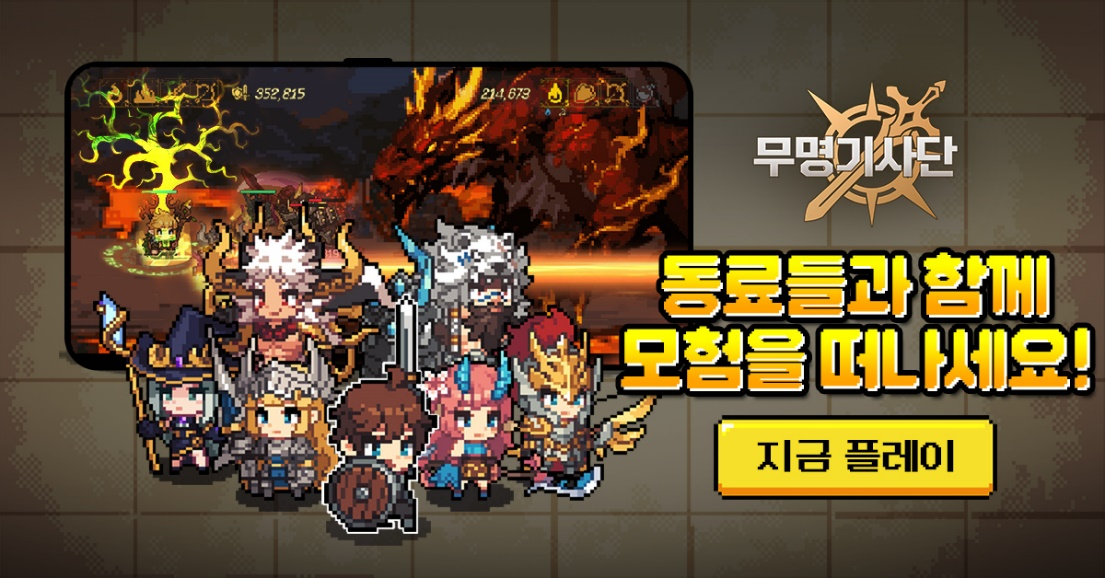 352,815
214,673
무명기사단
동료들과 함께
모험을 떠나세요!
지금 플레이